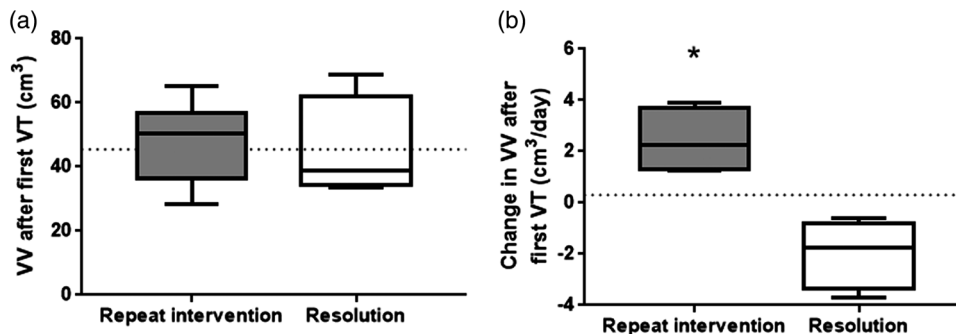 (a)
VV after first VT (cm³)
80
60
40
20
0
Repeat intervention
Resolution
(b)
Change in VV after
first VT (cm³/day)
6
4
2
0
-2
-4
*
Repeat intervention
Resolution